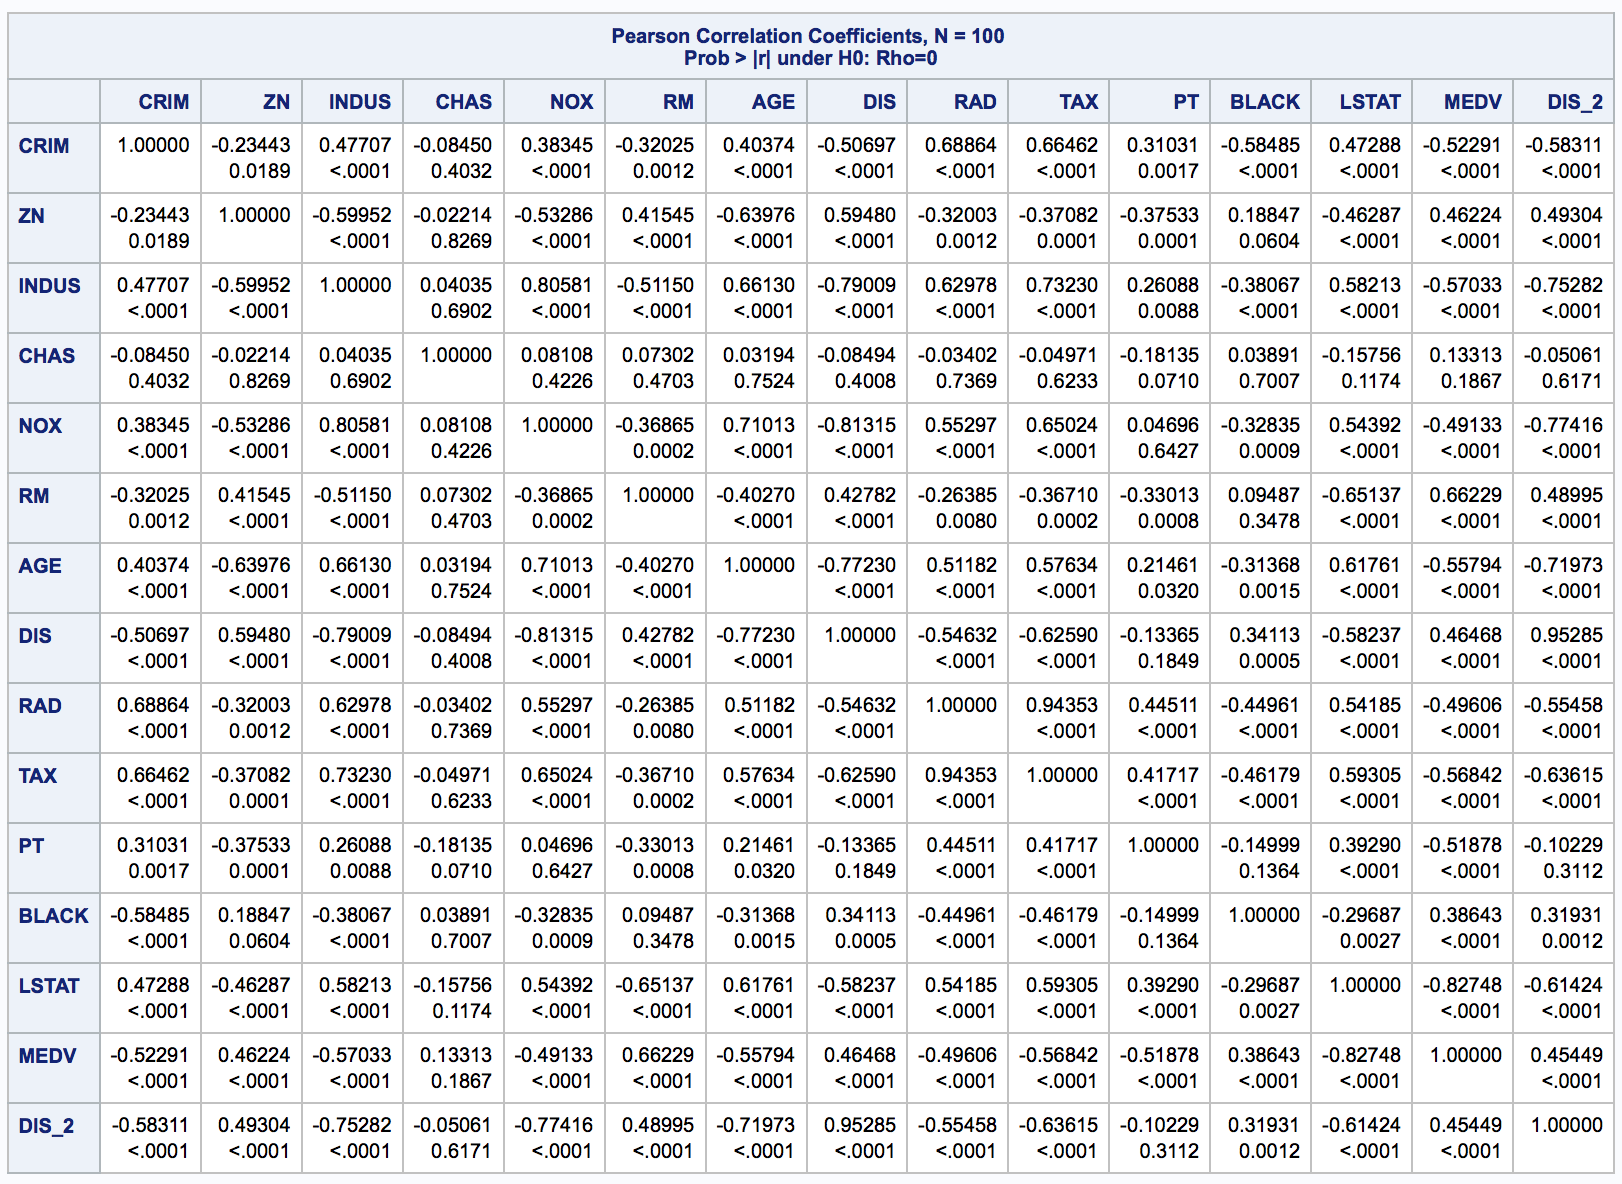 Pearson Correlation Coefficients, N = 100
Prob > |r| under H0: Rho=0
CRIM ZN INDUS CHAS NOX RM AGE DIS RAD TAX PT BLACK LSTAT MEDV DIS_2
CRIM 1.00000 -0.23443 0.47707 -0.08450 0.38345 -0.32025 0.40374 -0.50697 0.68864 0.66462 0.31031 -0.58485 0.47288 -0.52291 -0.58311
0.0189 <.0001 0.4032 <.0001 0.0012 <.0001 <.0001 <.0001 <.0001 0.0017 <.0001 <.0001 <.0001 <.0001
ZN -0.23443 1.00000 -0.59952 -0.02214 -0.53286 0.41545 -0.63976 0.59480 -0.32003 -0.37082 -0.37533 0.18847 -0.46287 0.46224 0.49304
0.0189 <.0001 0.8269 <.0001 <.0001 <.0001 <.0001 0.0012 0.0001 0.0001 0.0604 <.0001 <.0001 <.0001
INDUS 0.47707 -0.59952 1.00000 0.04035 0.80581 -0.51150 0.66130 -0.79009 0.62978 0.73230 0.26088 -0.38067 0.58213 -0.57033 -0.75282
<.0001 <.0001 0.6902 <.0001 <.0001 <.0001 <.0001 <.0001 <.0001 0.0088 <.0001 <.0001 <.0001 <.0001
CHAS -0.08450 -0.02214 0.04035 1.00000 0.08108 0.07302 0.03194 -0.08494 -0.03402 -0.04971 -0.18135 0.03891 -0.15756 0.13313 -0.05061
0.4032 0.8269 0.6902 0.4226 0.4703 0.7524 0.4008 0.7369 0.6233 0.0710 0.7007 0.1174 0.1867 0.6171
NOX 0.38345 -0.53286 0.80581 0.08108 1.00000 -0.36865 0.71013 -0.81315 0.55297 0.65024 0.04696 -0.32835 0.54392 -0.49133 -0.77416
<.0001 <.0001 <.0001 0.4226 0.0002 <.0001 <.0001 <.0001 <.0001 0.6427 0.0009 <.0001 <.0001 <.0001
RM -0.32025 0.41545 -0.51150 0.07302 -0.36865 1.00000 -0.40270 0.42782 -0.26385 -0.36710 -0.33013 0.09487 -0.65137 0.66229 0.48995
0.0012 <.0001 <.0001 0.4703 0.0002 <.0001 <.0001 0.0080 0.0002 0.0008 0.3478 <.0001 <.0001 <.0001
AGE 0.40374 -0.63976 0.66130 0.03194 0.71013 -0.40270 1.00000 -0.77230 0.51182 0.57634 0.21461 -0.31368 0.61761 -0.55794 -0.71973
<.0001 <.0001 <.0001 0.7524 <.0001 <.0001 <.0001 <.0001 <.0001 0.0320 0.0015 <.0001 <.0001 <.0001
DIS -0.50697 0.59480 -0.79009 -0.08494 -0.81315 0.42782 -0.77230 1.00000 -0.54632 -0.62590 -0.13365 0.34113 -0.58237 0.46468 0.95285
<.0001 <.0001 <.0001 0.4008 <.0001 <.0001 <.0001 <.0001 <.0001 0.1849 0.0005 <.0001 <.0001 <.0001
RAD 0.68864 -0.32003 0.62978 -0.03402 0.55297 -0.26385 0.51182 -0.54632 1.00000 0.94353 0.44511 -0.44961 0.54185 -0.49606 -0.55458
<.0001 0.0012 <.0001 0.7369 <.0001 0.0080 <.0001 <.0001 <.0001 <.0001 <.0001 <.0001 <.0001 <.0001
TAX 0.66462 -0.37082 0.73230 -0.04971 0.65024 -0.36710 0.57634 -0.62590 0.94353 1.00000 0.41717 -0.46179 0.59305 -0.56842 -0.63615
<.0001 0.0001 <.0001 0.6233 <.0001 0.0002 <.0001 <.0001 <.0001 <.0001 <.0001 <.0001 <.0001 <.0001
PT 0.31031 -0.37533 0.26088 -0.18135 0.04696 -0.33013 0.21461 -0.13365 0.44511 0.41717 1.00000 -0.14999 0.39290 -0.51878 -0.10229
0.0017 0.0001 0.0088 0.0710 0.6427 0.0008 0.0320 0.1849 <.0001 <.0001 0.1364 <.0001 <.0001 0.3112
BLACK -0.58485 0.18847 -0.38067 0.03891 -0.32835 0.09487 -0.31368 0.34113 -0.44961 -0.46179 -0.14999 1.00000 -0.29687 0.38643 0.31931
<.0001 0.0604 <.0001 0.7007 0.0009 0.3478 0.0015 0.0005 <.0001 <.0001 0.1364 0.0027 <.0001 0.0012
LSTAT 0.47288 -0.46287 0.58213 -0.15756 0.54392 -0.65137 0.61761 -0.58237 0.54185 0.59305 0.39290 -0.29687 1.00000 -0.82748 -0.61424
<.0001 <.0001 <.0001 0.1174 <.0001 <.0001 <.0001 <.0001 <.0001 <.0001 <.0001 0.0027 <.0001 <.0001
MEDV -0.52291 0.46224 -0.57033 0.13313 -0.49133 0.66229 -0.55794 0.46468 -0.49606 -0.56842 -0.51878 0.38643 -0.82748 1.00000 0.45449
<.0001 <.0001 <.0001 0.1867 <.0001 <.0001 <.0001 <.0001 <.0001 <.0001 <.0001 <.0001 <.0001 <.0001
DIS_2 -0.58311 0.49304 -0.75282 -0.05061 -0.77416 0.48995 -0.71973 0.95285 -0.55458 -0.63615 -0.10229 0.31931 -0.61424 0.45449 1.00000
<.0001 <.0001 <.0001 0.6171 <.0001 <.0001 <.0001 <.0001 <.0001 <.0001 0.3112 0.0012 <.0001 <.0001